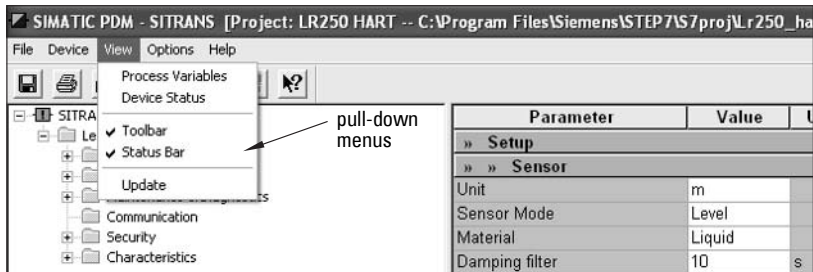 SIMATIC PDM - SITRANS [Project: LR250 HART -- C:\Program Files\Siemens\STEP7\S7proj\Lr250_ha
File Device View Options Help
Process Variables
Device Status
Toolbar
Status Bar
Update
pull-down
menus
SITRA
Le
Communication
Security
Characteristics
Parameter Value
» Setup
» » Sensor
Unit m
Sensor Mode Level
Material Liquid
Damping filter 10 s